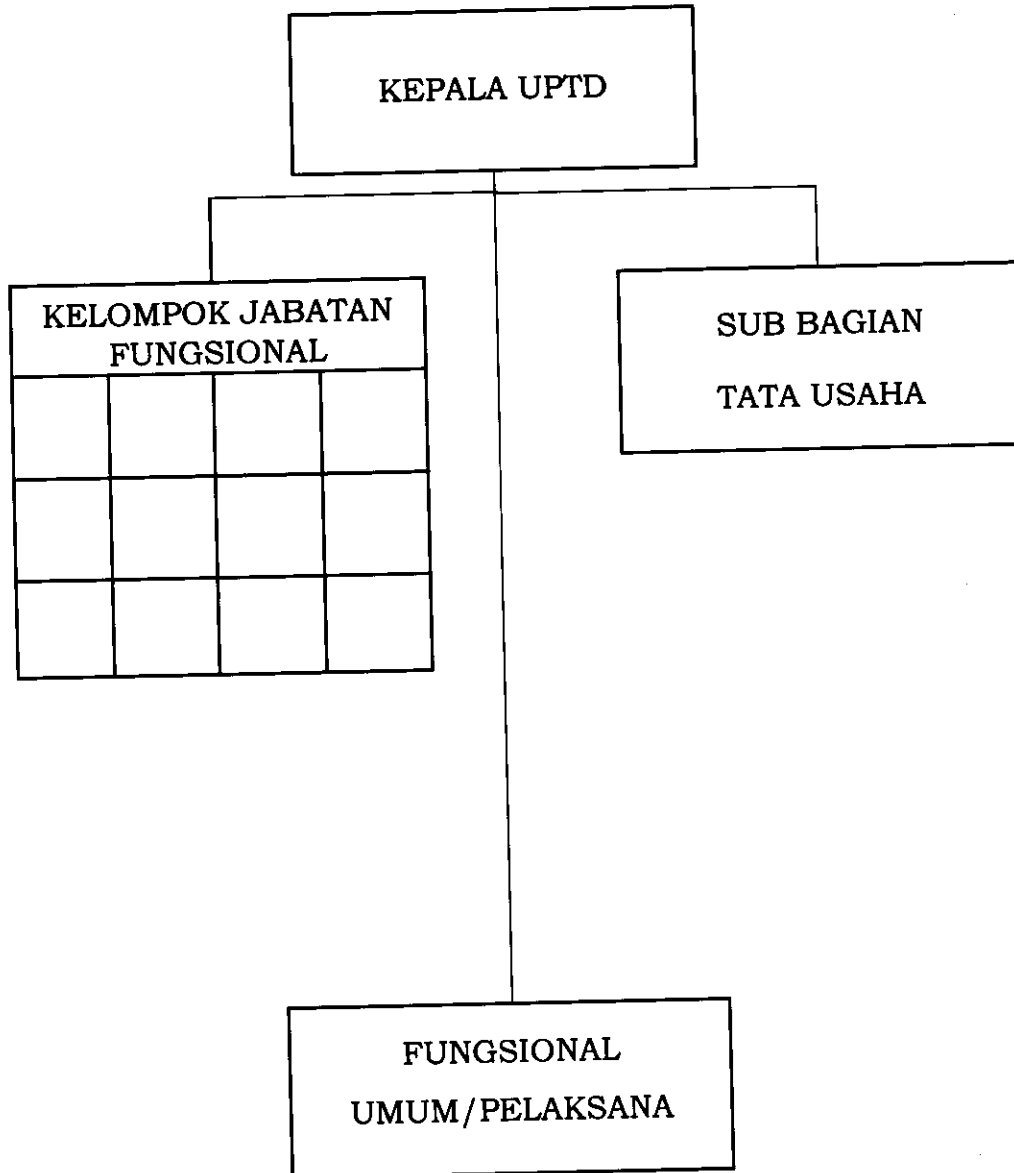 KEPALA UPTD
KELOMPOK JABATAN
FUNGSIONAL
SUB BAGIAN
TATA USAHA
FUNGSIONAL
UMUM/PELAKSANA